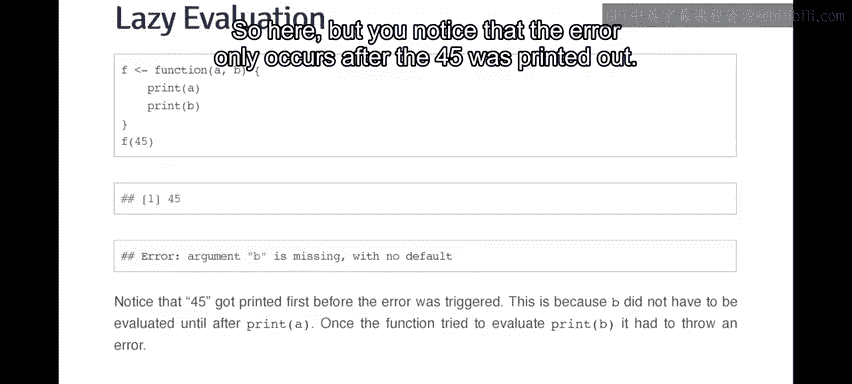 Lazy Evaluation
So here, but you notice that the error
only occurs after the 45 was printed out.
f <- function(a, b) {
print(a)
print(b)
}
f(45)
## [1] 45
## Error: argument "b" is missing, with no default
Notice that “45” got printed first before the error was triggered. This is because b did not have to be
evaluated until after print(a). Once the function tried to evaluate print(b) it had to throw an
error.